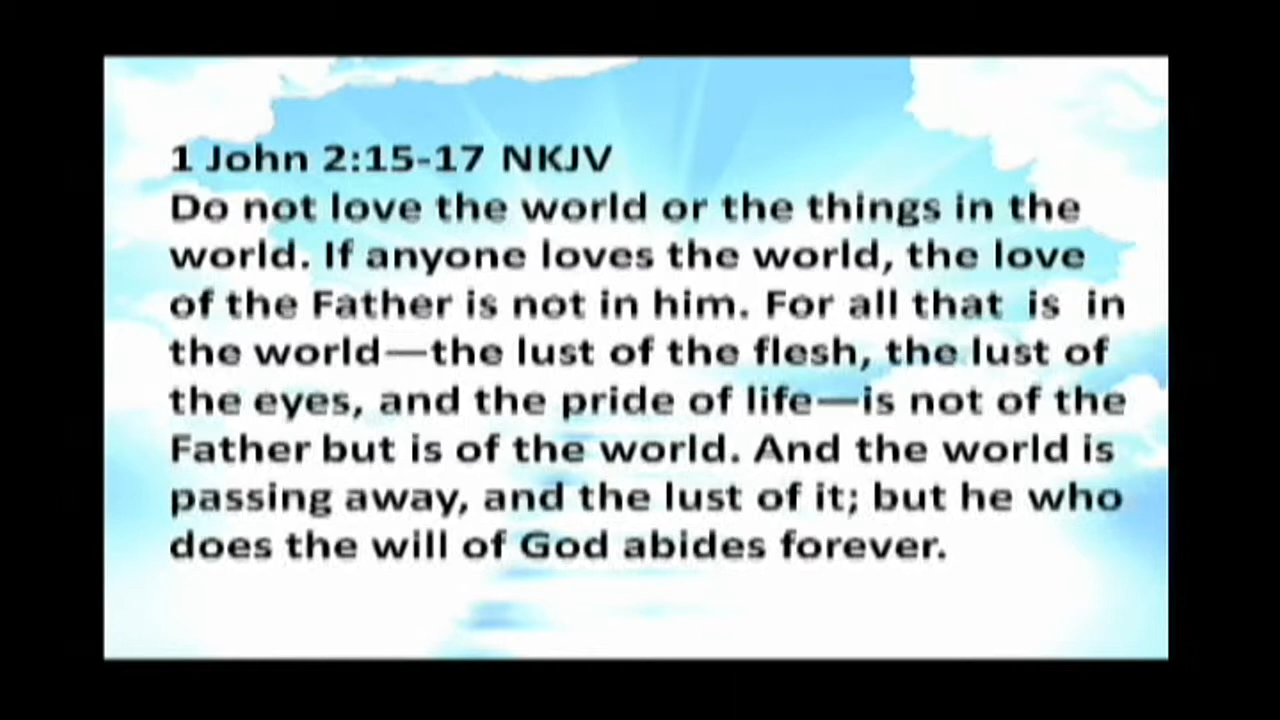 1 John 2:15-17 NKJV
Do not love the world or the things in the
world. If anyone loves the world, the love
of the Father is not in him. For all that is in
the world—the lust of the flesh, the lust of
the eyes, and the pride of life—is not of the
Father but is of the world. And the world is
passing away, and the lust of it; but he who
does the will of God abides forever.